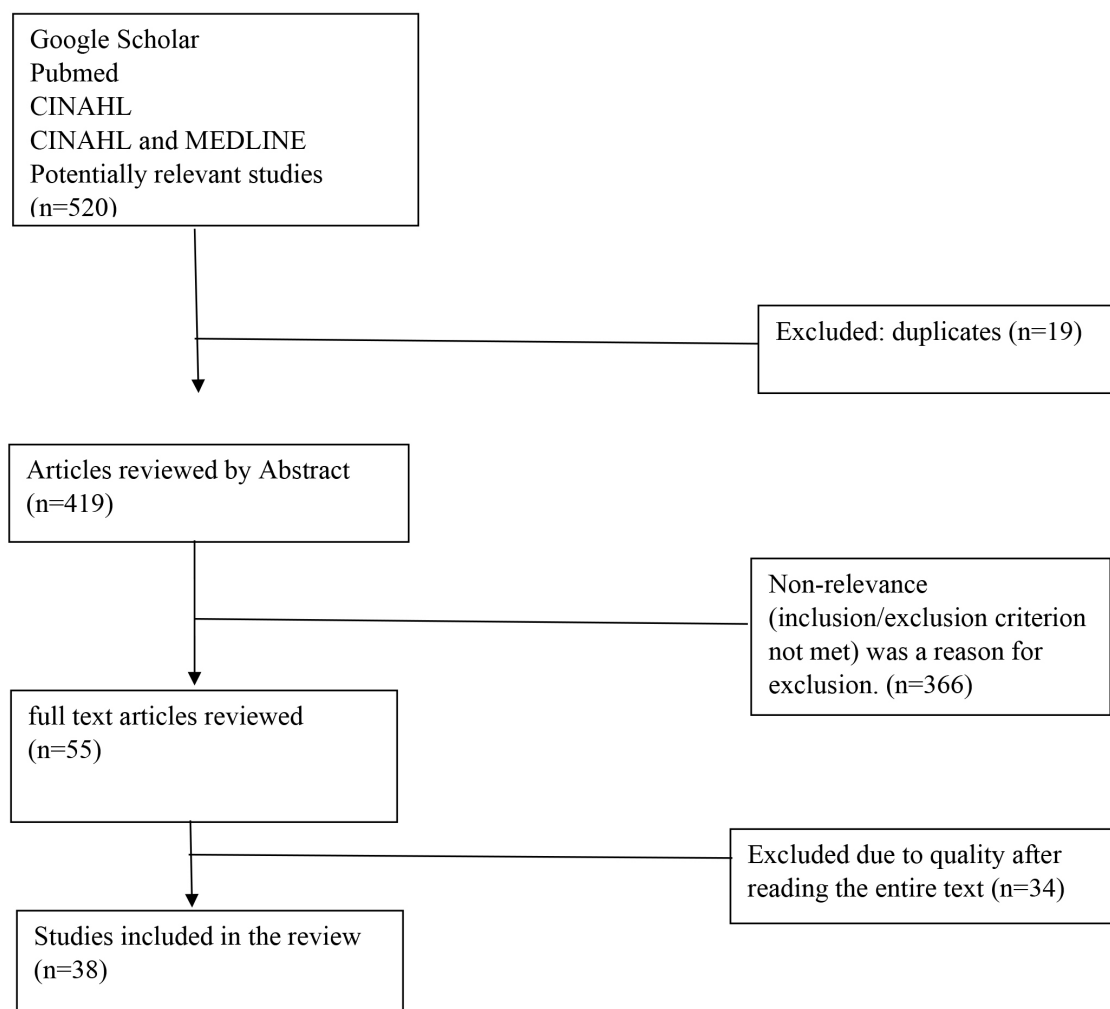 Google Scholar
Pubmed
CINAHL
CINAHL and MEDLINE
Potentially relevant studies
(n=520)
Excluded: duplicates (n=19)
Articles reviewed by Abstract
(n=419)
Non-relevance
(inclusion/exclusion criterion
not met) was a reason for
exclusion. (n=366)
full text articles reviewed
(n=55)
Excluded due to quality after
reading the entire text (n=34)
Studies included in the review
(n=38)